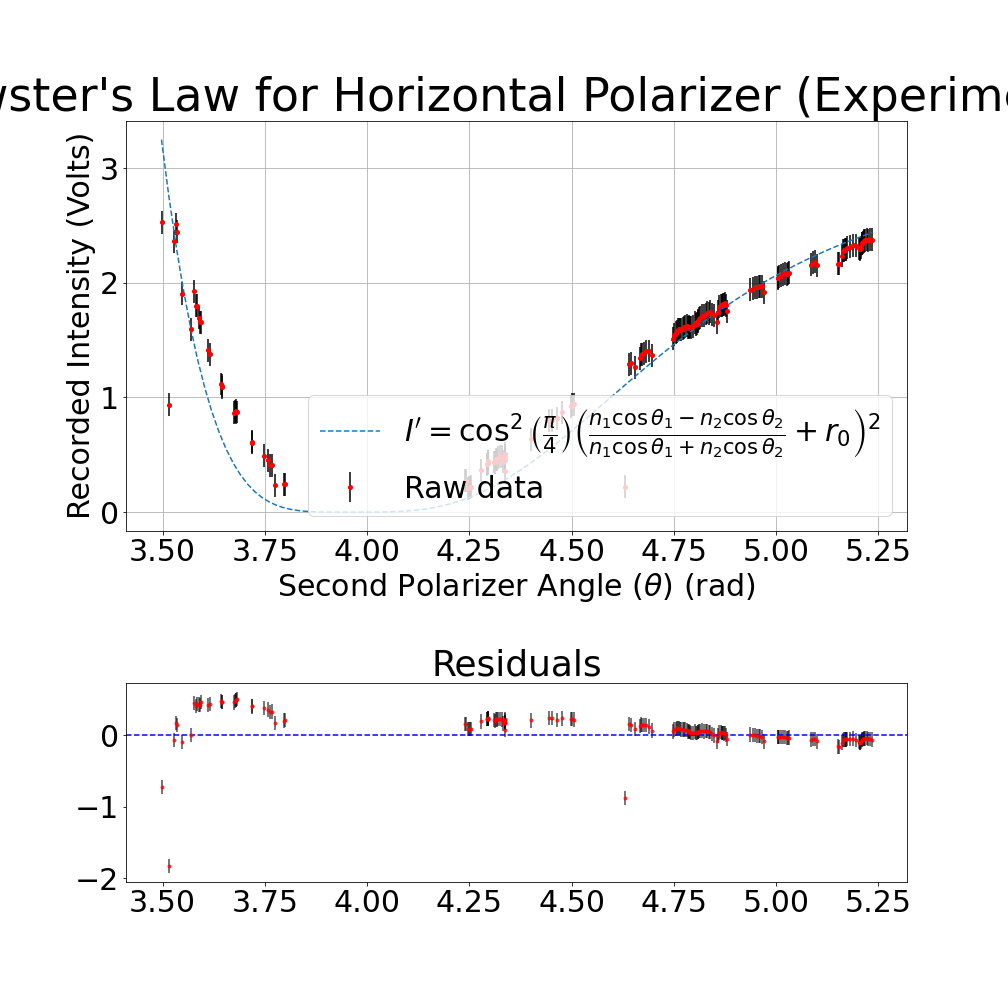 wster's Law for Horizontal Polarizer (Experime
Recorded Intensity (Volts)
3
2
1
0
I′ = cos² (π/4) ((n₁cos θ₁ − n₂cos θ₂)/(n₁cos θ₁ + n₂cos θ₂) + r₀)²
Raw data
3.50 3.75 4.00 4.25 4.50 4.75 5.00 5.25
Second Polarizer Angle (θ) (rad)
Residuals
0
−1
−2
3.50 3.75 4.00 4.25 4.50 4.75 5.00 5.25